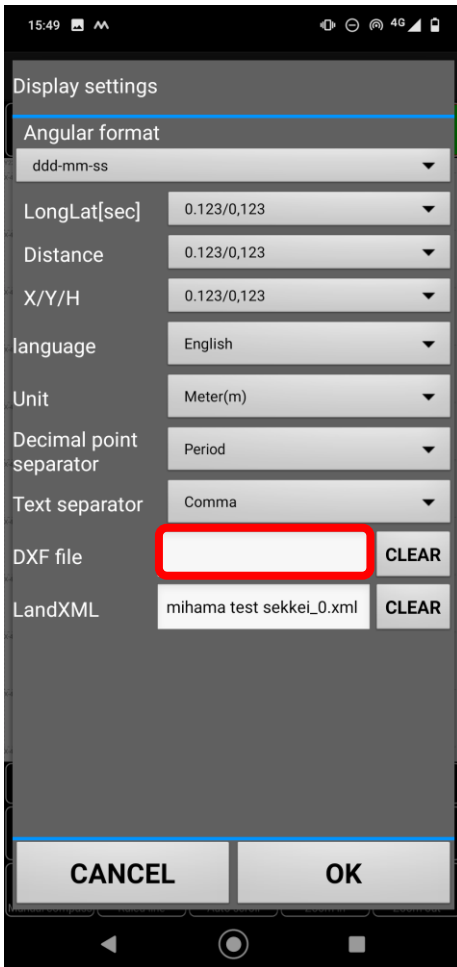 15:49
4G
Display settings
Angular format
ddd-mm-ss
LongLat[sec] 0.123/0,123
Distance 0.123/0,123
X/Y/H 0.123/0,123
language English
Unit Meter(m)
Decimal point
separator Period
Text separator Comma
DXF file CLEAR
LandXML mihama test sekkei_0.xml CLEAR
CANCEL OK